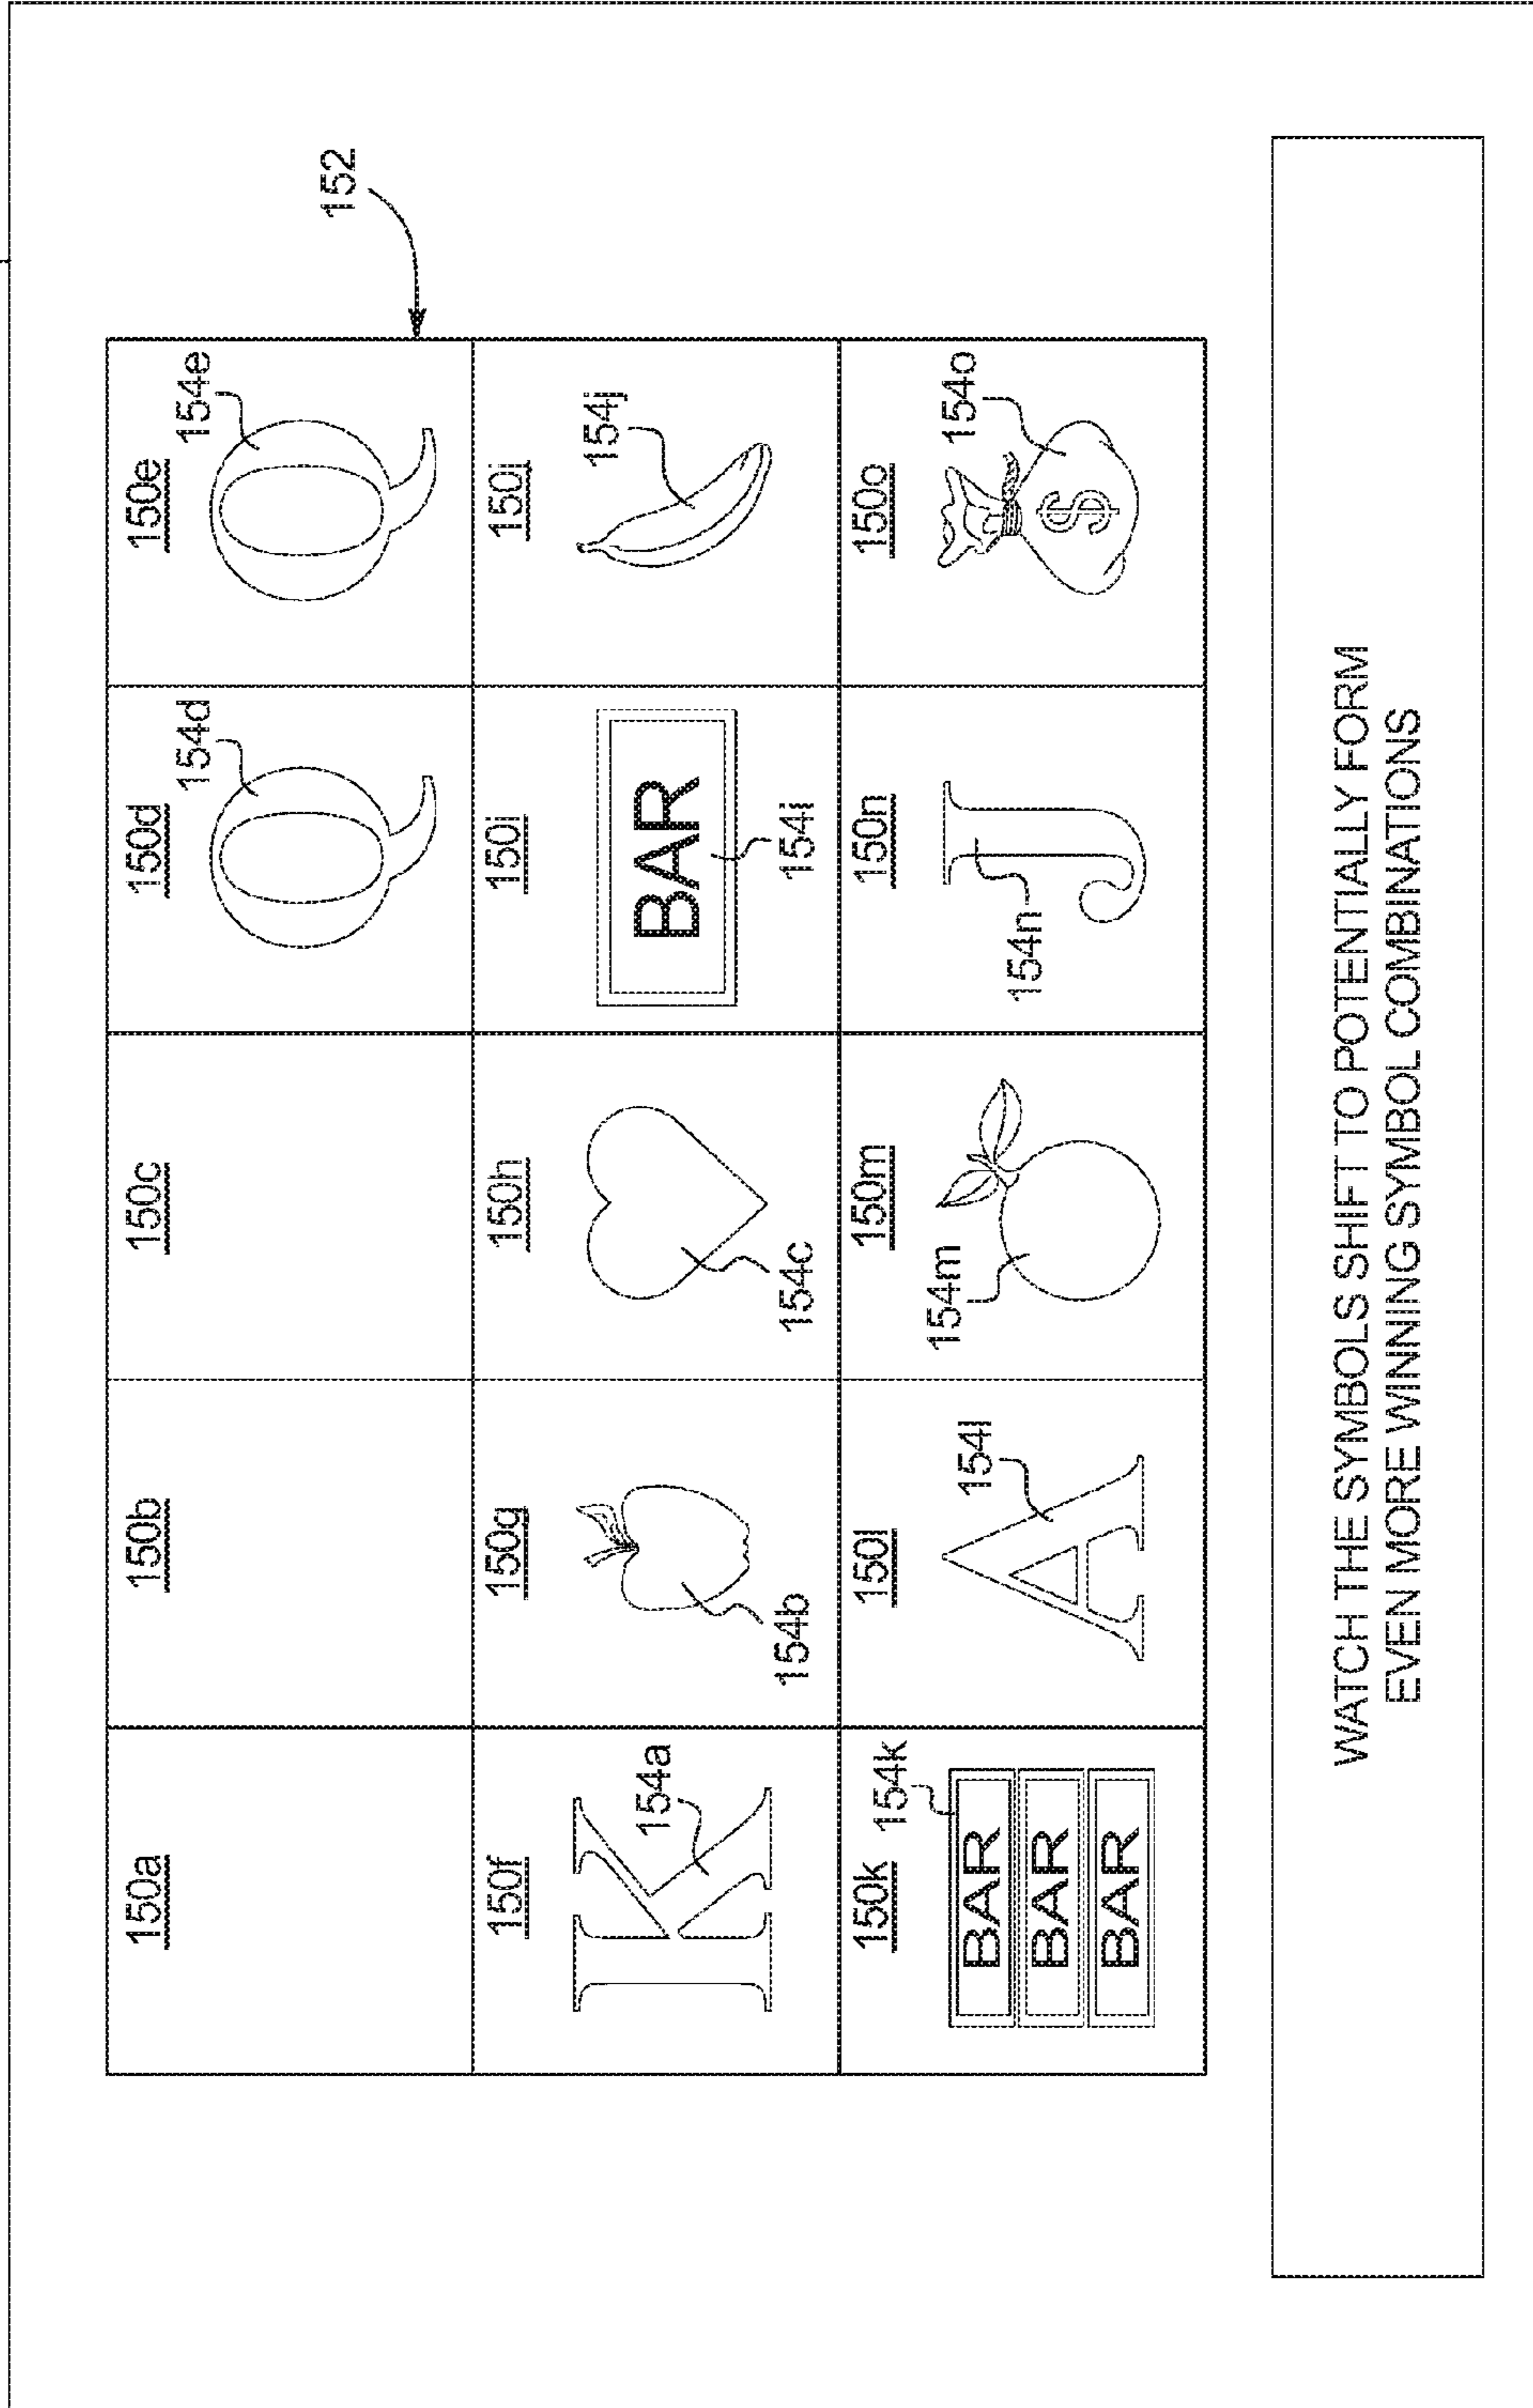 152
150a 150b 150c 150d 150e
154d 154e
Q Q
150f 150g 150h 150i 150j
K BAR
154a 154b 154c 154i 154j
150k 150l 150m 150n 150o
154k 154l 154m 154n 154o
BAR A J $
BAR
BAR
WATCH THE SYMBOLS SHIFT TO POTENTIALLY FORM
EVEN MORE WINNING SYMBOL COMBINATIONS